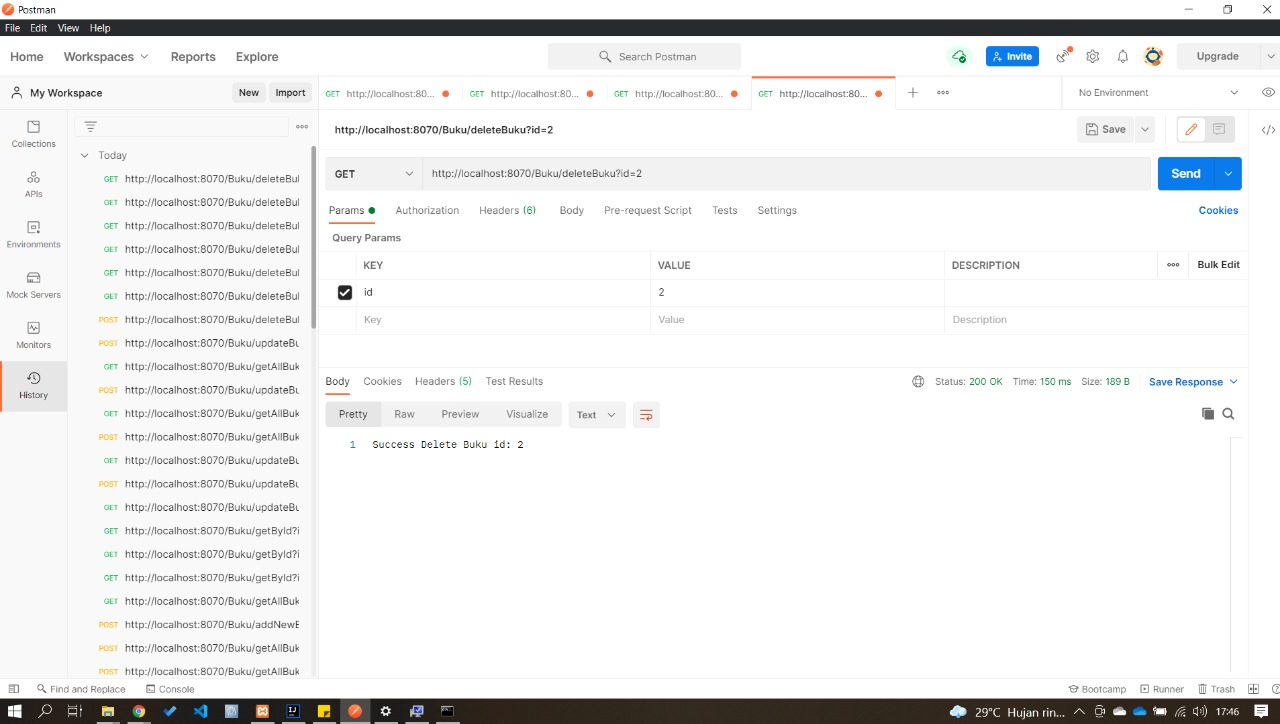 Postman
File Edit View Help
Home Workspaces Reports Explore Search Postman Invite Upgrade
My Workspace New Import
GET http://localhost:80... GET http://localhost:80... GET http://localhost:80... GET http://localhost:80... No Environment
http://localhost:8070/Buku/deleteBuku?id=2 Save
Collections
APIs
Environments
Mock Servers
Monitors
History
Today
GET http://localhost:8070/Buku/deleteBul
GET http://localhost:8070/Buku/deleteBul
GET http://localhost:8070/Buku/deleteBul
GET http://localhost:8070/Buku/deleteBul
GET http://localhost:8070/Buku/deleteBul
GET http://localhost:8070/Buku/deleteBul
POST http://localhost:8070/Buku/deleteBul
POST http://localhost:8070/Buku/updateBu
GET http://localhost:8070/Buku/getAllBuk
POST http://localhost:8070/Buku/updateBu
GET http://localhost:8070/Buku/getAllBuk
POST http://localhost:8070/Buku/getAllBuk
GET http://localhost:8070/Buku/updateBu
POST http://localhost:8070/Buku/updateBu
GET http://localhost:8070/Buku/updateBu
GET http://localhost:8070/Buku/getById?i
GET http://localhost:8070/Buku/getById?i
GET http://localhost:8070/Buku/getById?i
GET http://localhost:8070/Buku/getAllBuk
POST http://localhost:8070/Buku/addNewE
GET http://localhost:8070/Buku/getAllBuk
POST http://localhost:8070/Buku/getAllBuk
GET http://localhost:8070/Buku/deleteBuku?id=2 Send
Params Authorization Headers (6) Body Pre-request Script Tests Settings Cookies
Query Params
KEY VALUE DESCRIPTION Bulk Edit
id 2
Key Value Description
Body Cookies Headers (5) Test Results Status: 200 OK Time: 150 ms Size: 189 B Save Response
Pretty Raw Preview Visualize Text
1 Success Delete Buku id: 2
Find and Replace Console Bootcamp Runner Trash
29°C Hujan rin... 17:46